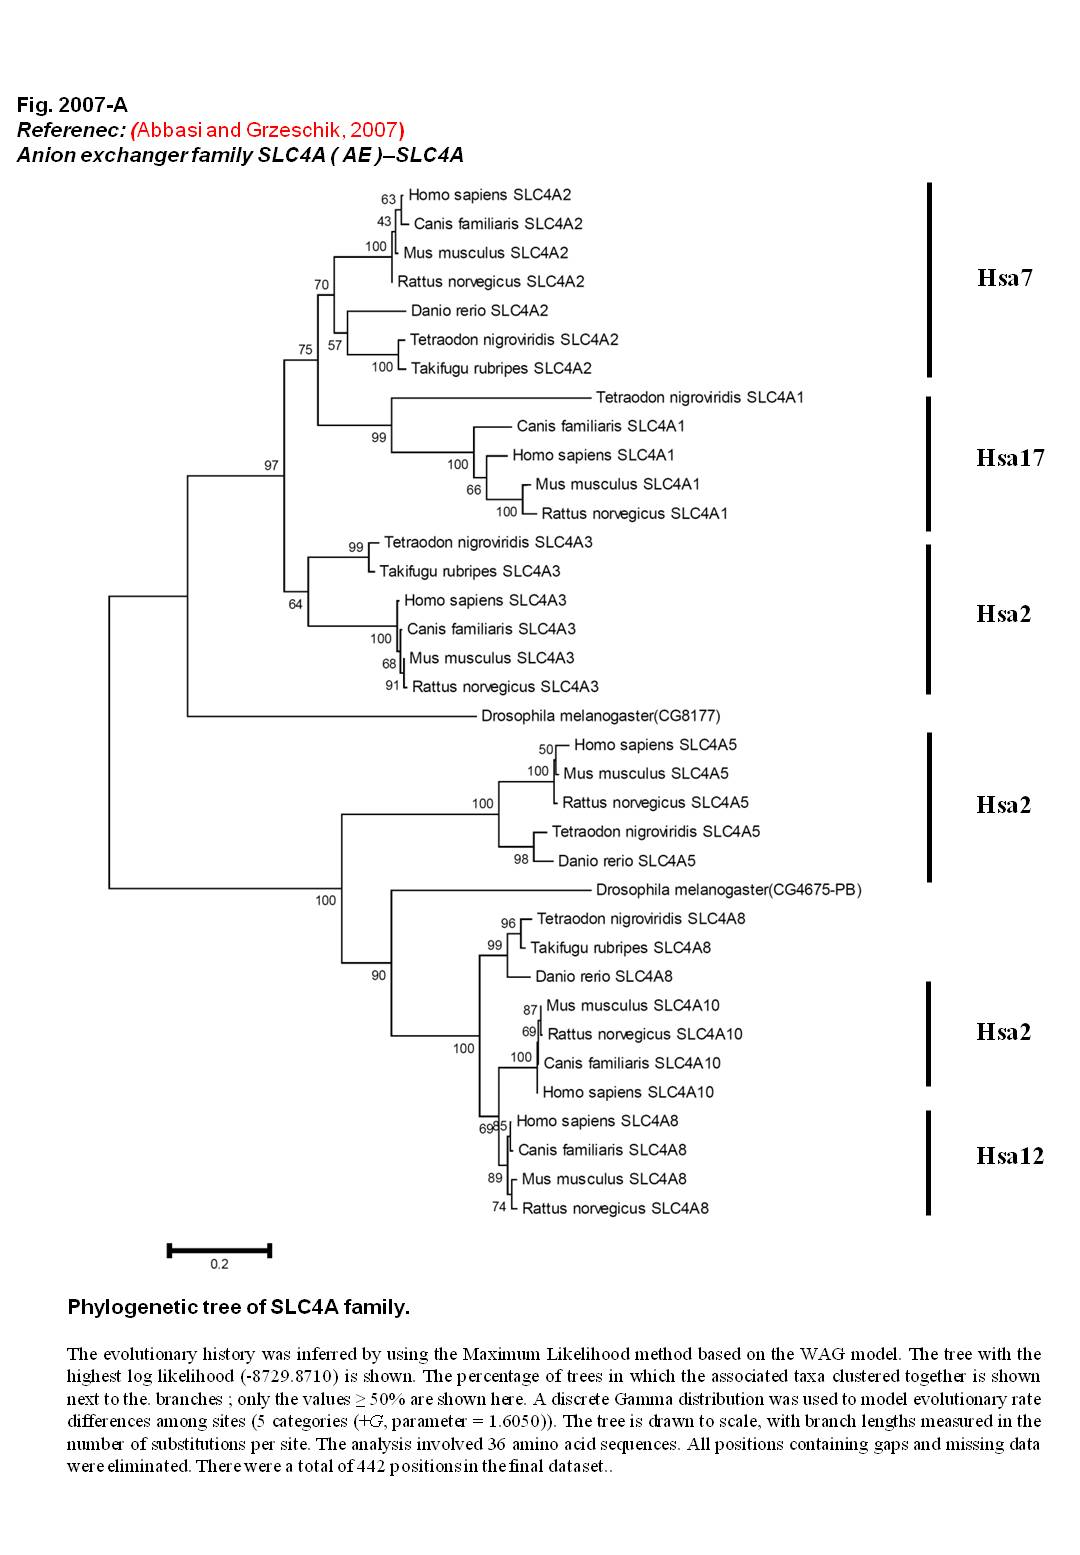 Fig. 2007-A
Referenec: (Abbasi and Grzeschik, 2007)
Anion exchanger family SLC4A ( AE )–SLC4A
63 Homo sapiens SLC4A2
43 Canis familiaris SLC4A2
100 Mus musculus SLC4A2
Rattus norvegicus SLC4A2
Hsa7
70
Danio rerio SLC4A2
57 Tetraodon nigroviridis SLC4A2
75
100 Takifugu rubripes SLC4A2
Tetraodon nigroviridis SLC4A1
99 Canis familiaris SLC4A1
100 Homo sapiens SLC4A1
Hsa17
97
66 Mus musculus SLC4A1
100 Rattus norvegicus SLC4A1
99 Tetraodon nigroviridis SLC4A3
Takifugu rubripes SLC4A3
64 Homo sapiens SLC4A3
Hsa2
100 Canis familiaris SLC4A3
68 Mus musculus SLC4A3
91 Rattus norvegicus SLC4A3
Drosophila melanogaster(CG8177)
50 Homo sapiens SLC4A5
100 Mus musculus SLC4A5
100 Rattus norvegicus SLC4A5
Hsa2
Tetraodon nigroviridis SLC4A5
98 Danio rerio SLC4A5
100 Drosophila melanogaster(CG4675-PB)
96 Tetraodon nigroviridis SLC4A8
99 Takifugu rubripes SLC4A8
90 Danio rerio SLC4A8
87 Mus musculus SLC4A10
69 Rattus norvegicus SLC4A10
Hsa2
100 100 Canis familiaris SLC4A10
Homo sapiens SLC4A10
69 85 Homo sapiens SLC4A8
Canis familiaris SLC4A8
Hsa12
89 Mus musculus SLC4A8
74 Rattus norvegicus SLC4A8
0.2
Phylogenetic tree of SLC4A family.
The evolutionary history was inferred by using the Maximum Likelihood method based on the WAG model. The tree with the
highest log likelihood (-8729.8710) is shown. The percentage of trees in which the associated taxa clustered together is shown
next to the. branches ; only the values ≥ 50% are shown here. A discrete Gamma distribution was used to model evolutionary rate
differences among sites (5 categories (+G, parameter = 1.6050)). The tree is drawn to scale, with branch lengths measured in the
number of substitutions per site. The analysis involved 36 amino acid sequences. All positions containing gaps and missing data
were eliminated. There were a total of 442 positions in the final dataset..